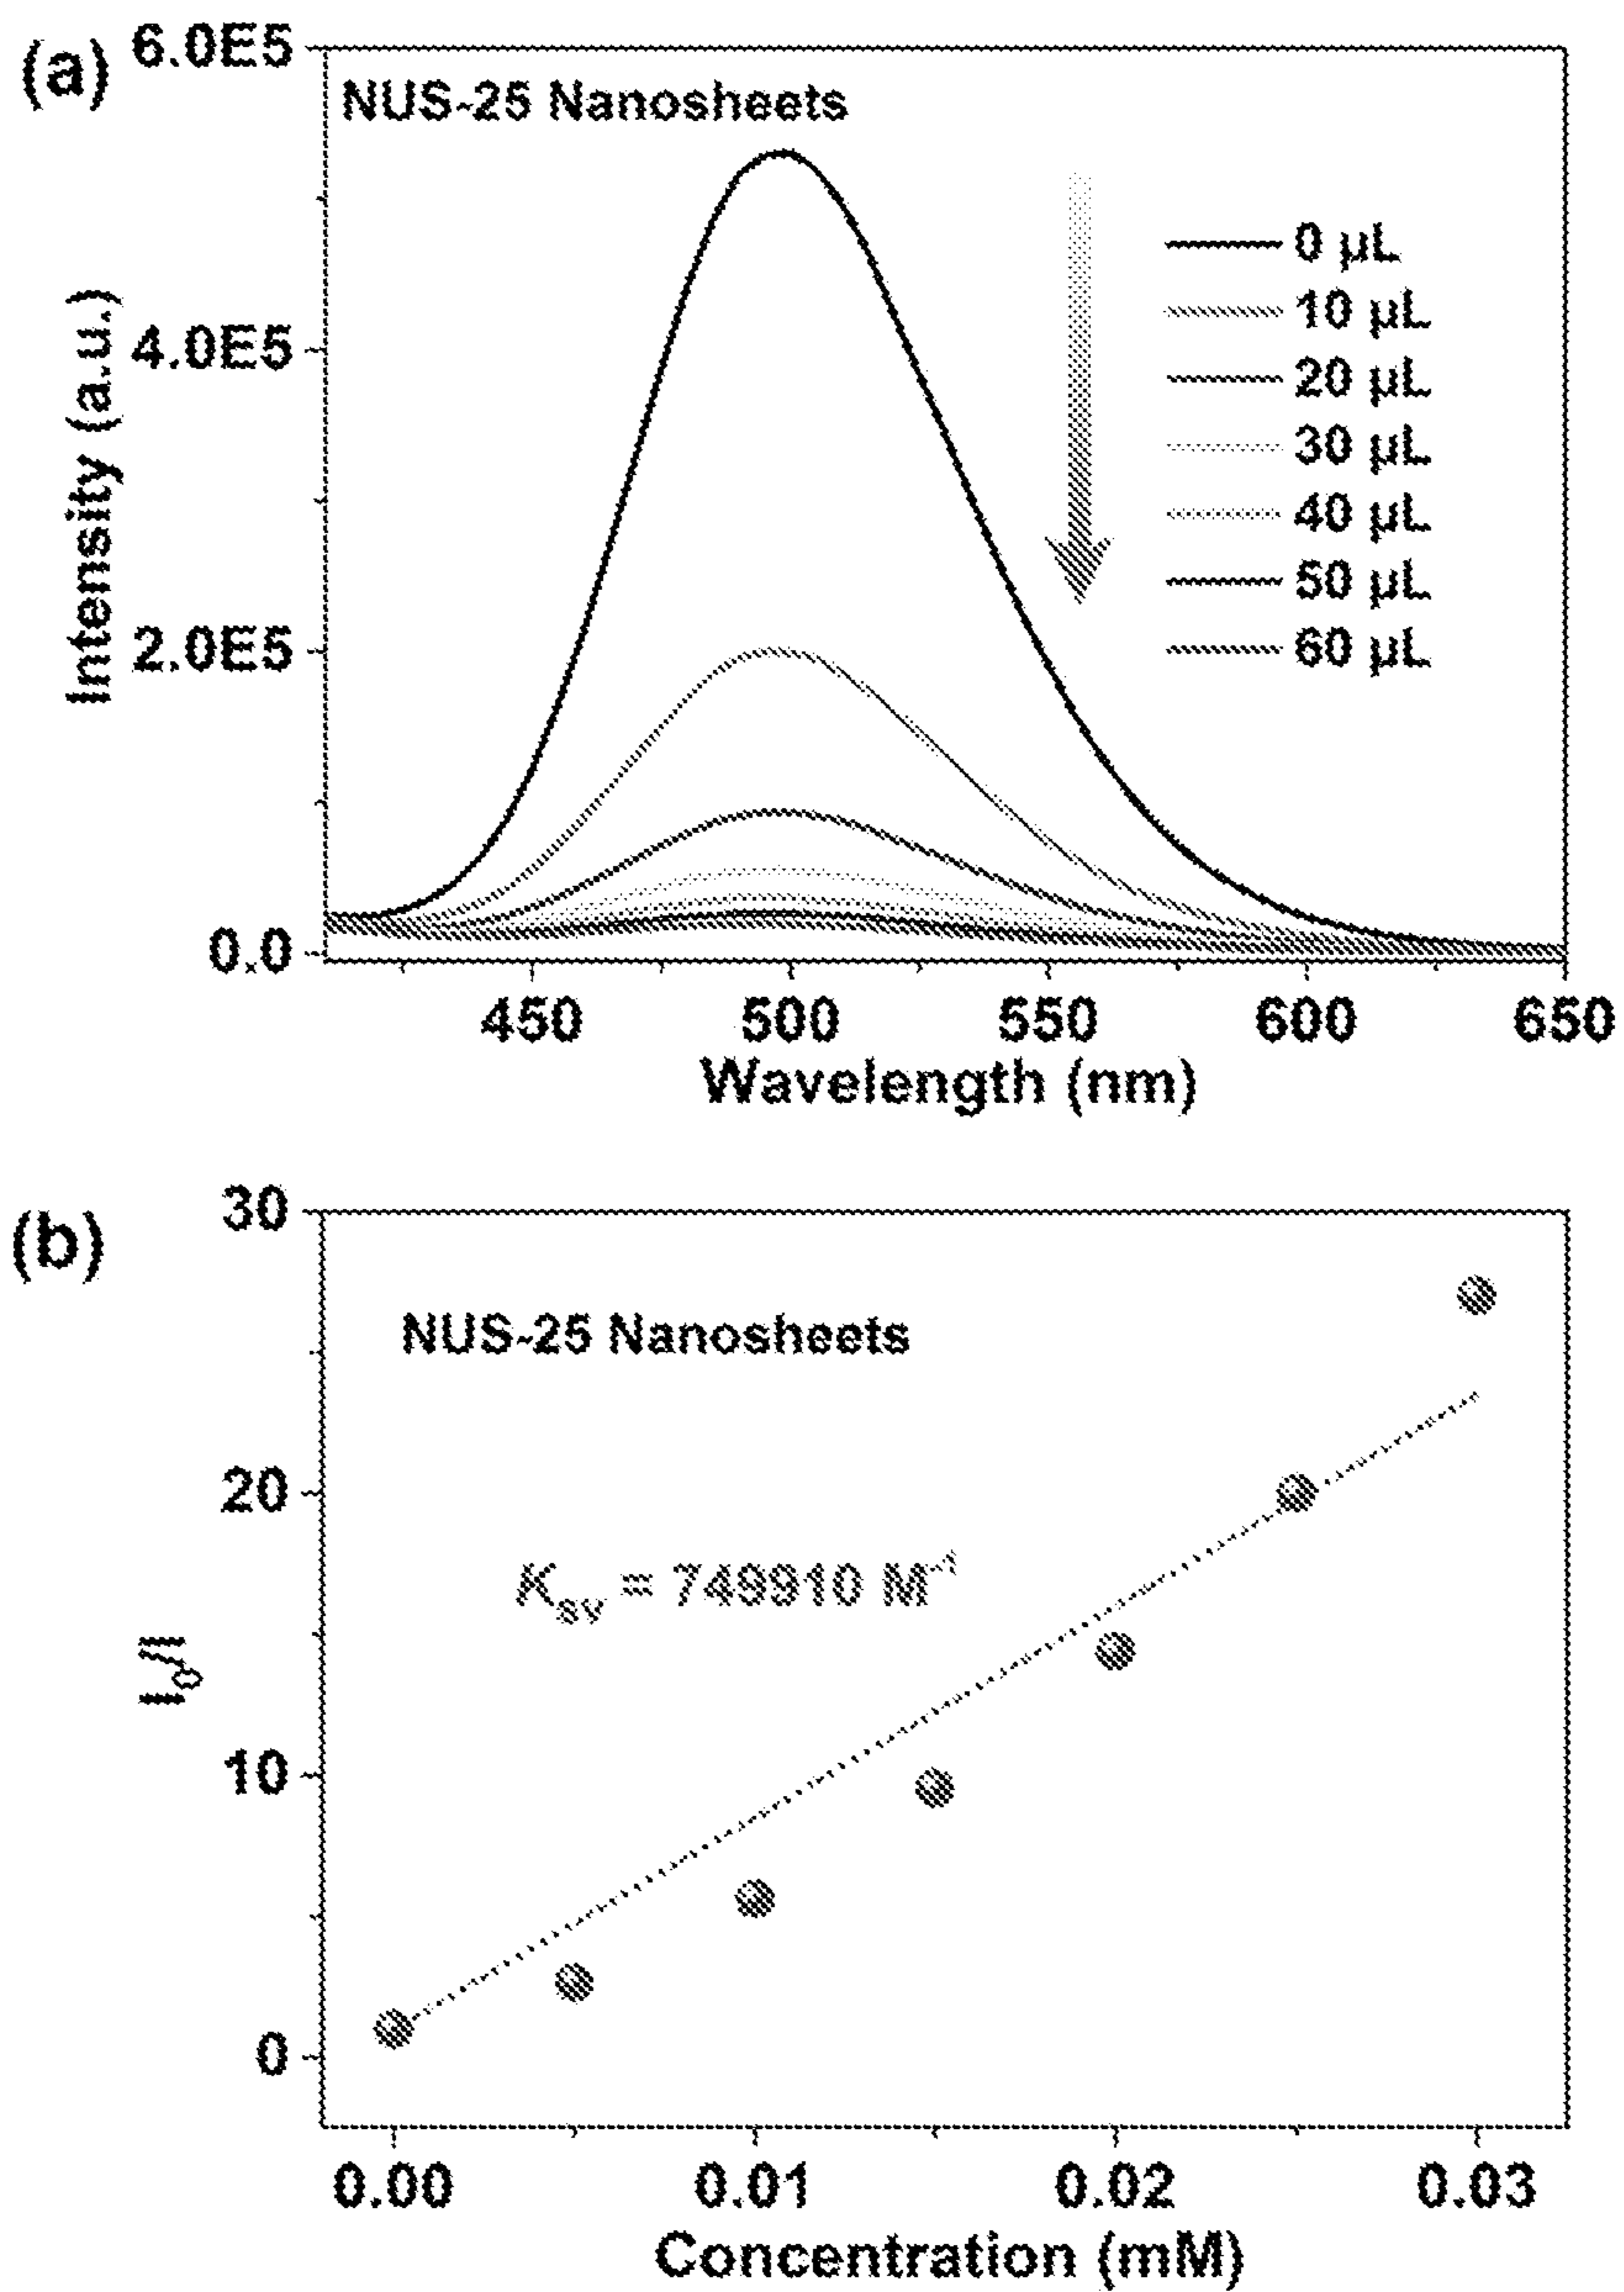 (a)
6.0E5
4.0E5
2.0E5
0.0
Intensity (a.u.)
NUS-25 Nanosheets
0 µL
10 µL
20 µL
30 µL
40 µL
50 µL
60 µL
450 500 550 600 650
Wavelength (nm)
(b)
30
20
10
0
I₀/I
NUS-25 Nanosheets
Ksv = 749910 M⁻¹
0.00 0.01 0.02 0.03
Concentration (mM)